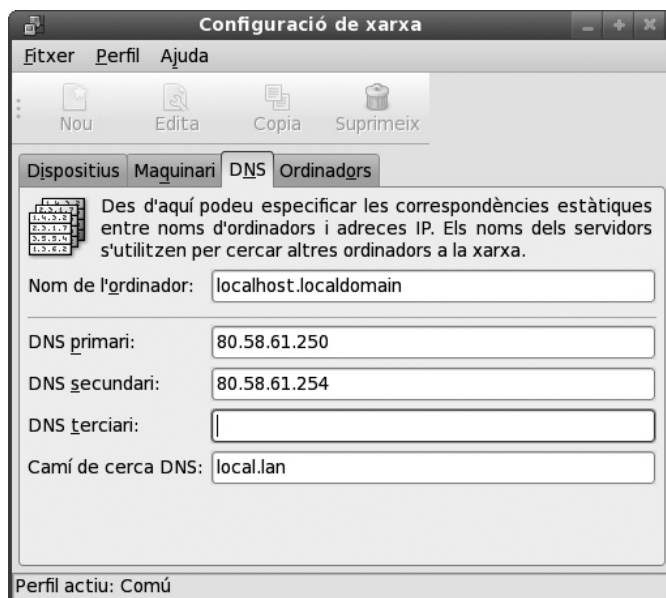 Configuració de xarxa
Fitxer Perfil Ajuda
Nou Edita Copia Suprimeix
Dispositius Maquinari DNS Ordinadors
Des d'aquí podeu especificar les correspondències estàtiques
entre noms d'ordinadors i adreces IP. Els noms dels servidors
s'utilitzen per cercar altres ordinadors a la xarxa.
Nom de l'ordinador: localhost.localdomain
DNS primari: 80.58.61.250
DNS secundari: 80.58.61.254
DNS terciari:
Camí de cerca DNS: local.lan
Perfil actiu: Comú